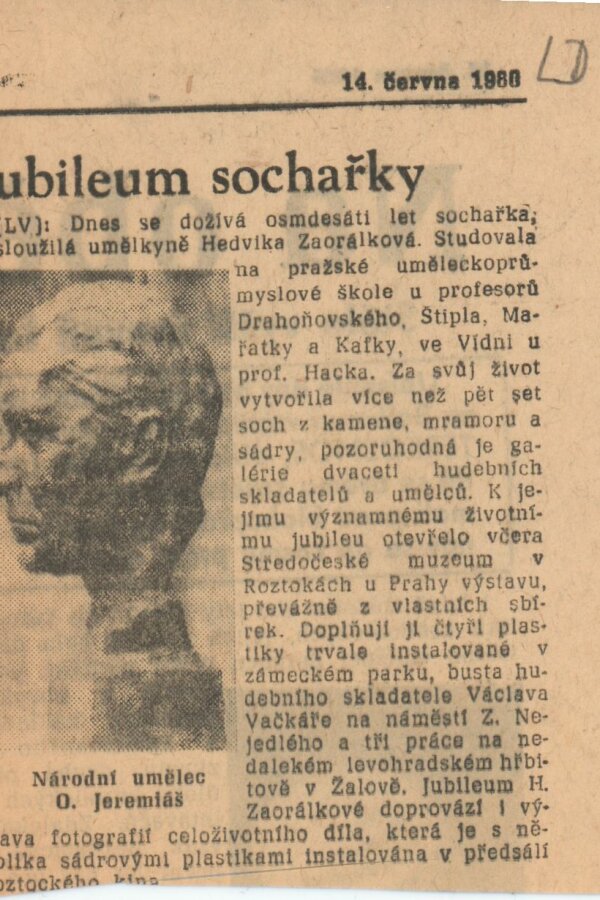 14. června 1980
LD
ubileum sochařky
(LV): Dnes se dožívá osmdesáti let sochařka,
sloužilá umělkyně Hedvika Zaorálková. Studovala
na pražské uměleckoprů-
myslové škole u profesorů
Drahoňovského, Štipla, Ma-
řatky a Kafky, ve Vídni u
prof. Hacka. Za svůj život
vytvořila více než pět set
soch z kamene, mramoru a
sádry, pozoruhodná je ga-
lérie dvaceti hudebních
skladatelů a umělců. K je-
jímu významnému životní-
mu jubileu otevřelo včera
Středočeské muzeum v
Roztokách u Prahy výstavu,
převážně z vlastních sbí-
rek. Doplňují ji čtyři plas-
tiky trvale instalované v
zámeckém parku, busta hu-
debního skladatele Václava
Vačkáře na náměstí Z. Ne-
jedlého a tři práce na ne-
dalekém levohradském hřbi-
tově v Žalově. Jubileum H.
Zaorálkové doprovází i vý-
ava fotografií celoživotního díla, která je s ně-
olika sádrovými plastikami instalována v předsálí
oztockého kina
Národní umělec
O. Jeremiáš